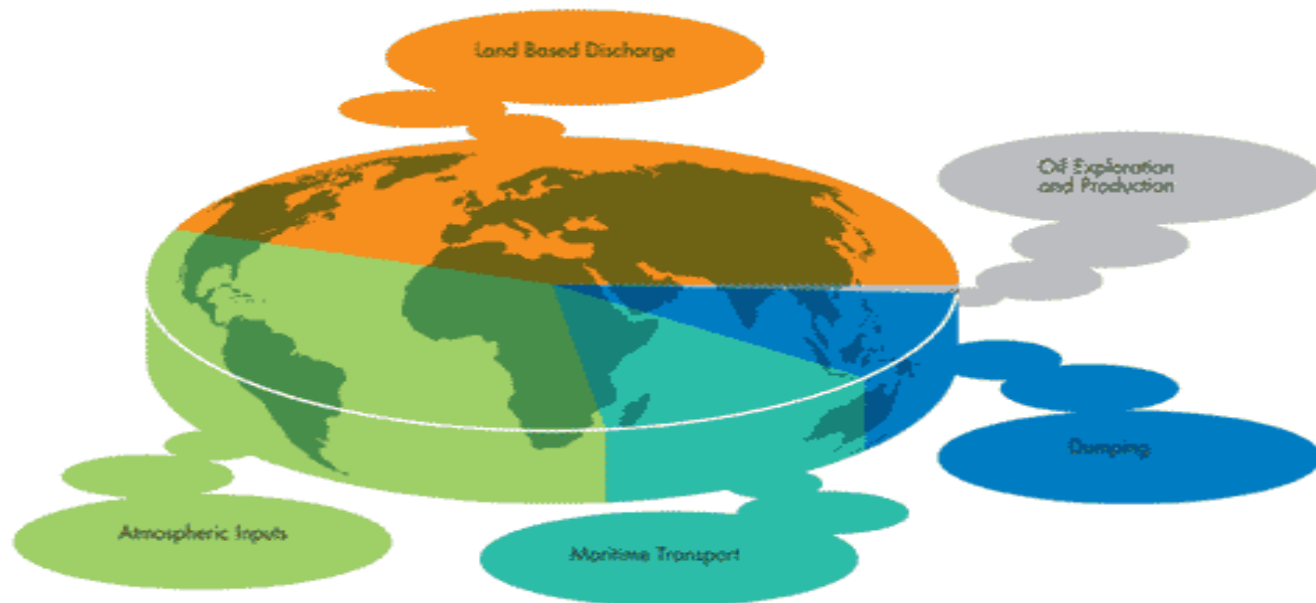 Land Based Discharge
Oil Exploration
and Production
Dumping
Maritime Transport
Atmospheric Inputs